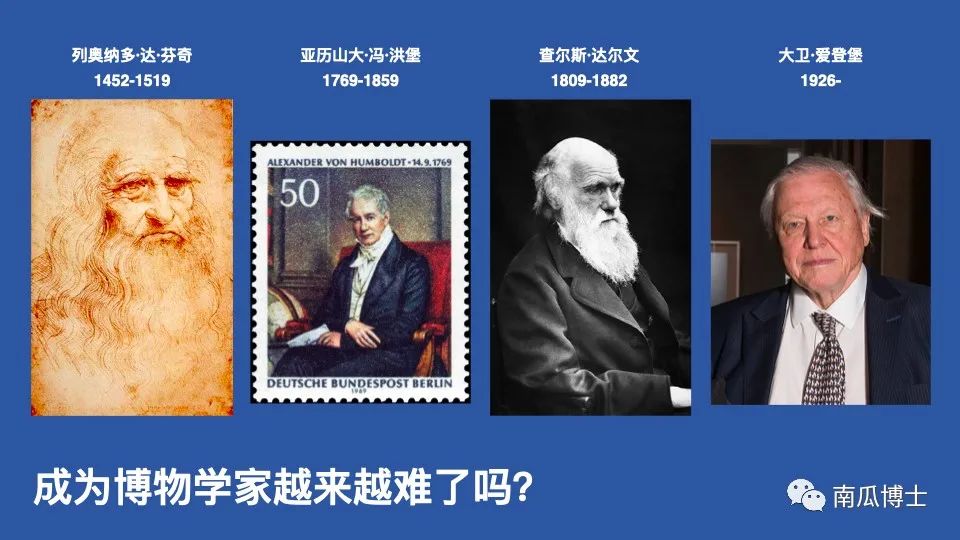 列奥纳多·达·芬奇
1452-1519
亚历山大·冯·洪堡
1769-1859
查尔斯·达尔文
1809-1882
大卫·爱登堡
1926-
ALEXANDER VON HUMBOLDT · 14.9.1769
50
DEUTSCHE BUNDESPOST BERLIN
1969
成为博物学家越来越难了吗?
南瓜博士